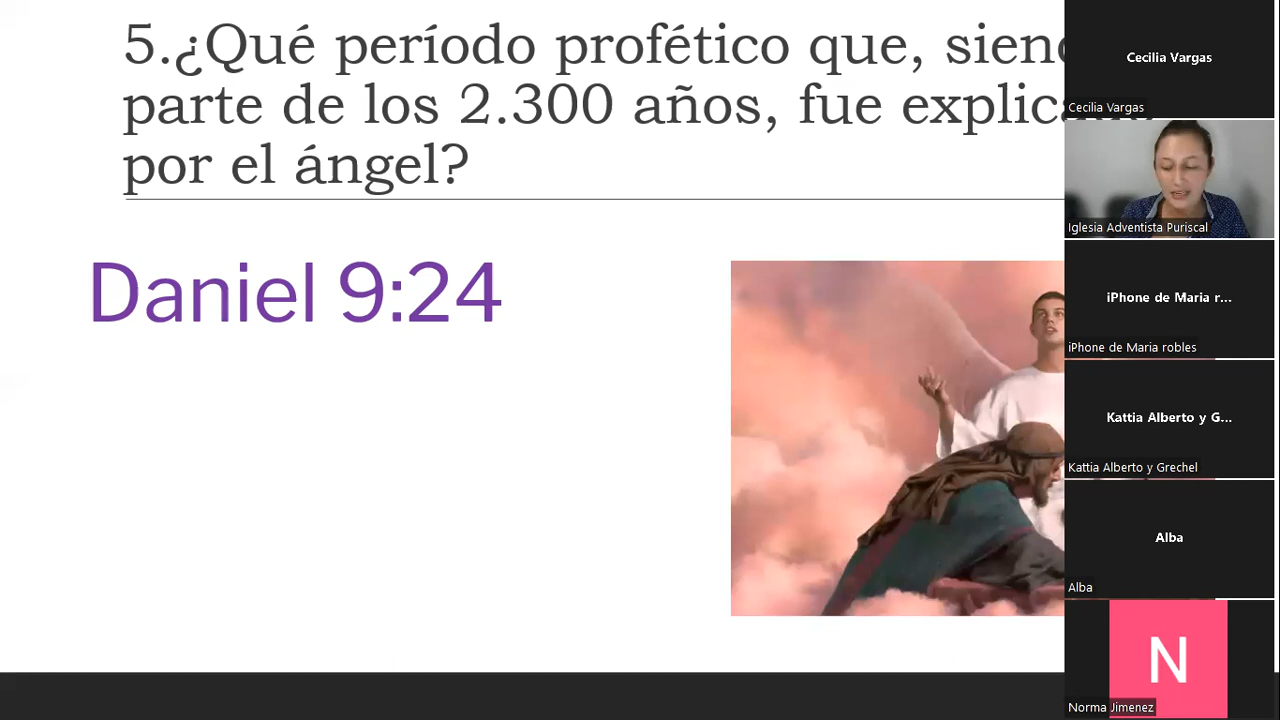 5.¿Qué período profético que,
parte de los 2.300 años, fue
por el ángel?
Daniel 9:24
Cecilia Vargas
Cecilia Vargas
Iglesia Adventista Puriscal
iPhone de Maria r...
iPhone de Maria robles
Kattia Alberto y G...
Kattia Alberto y Grechel
Alba
Alba
N
Norma Jimenez